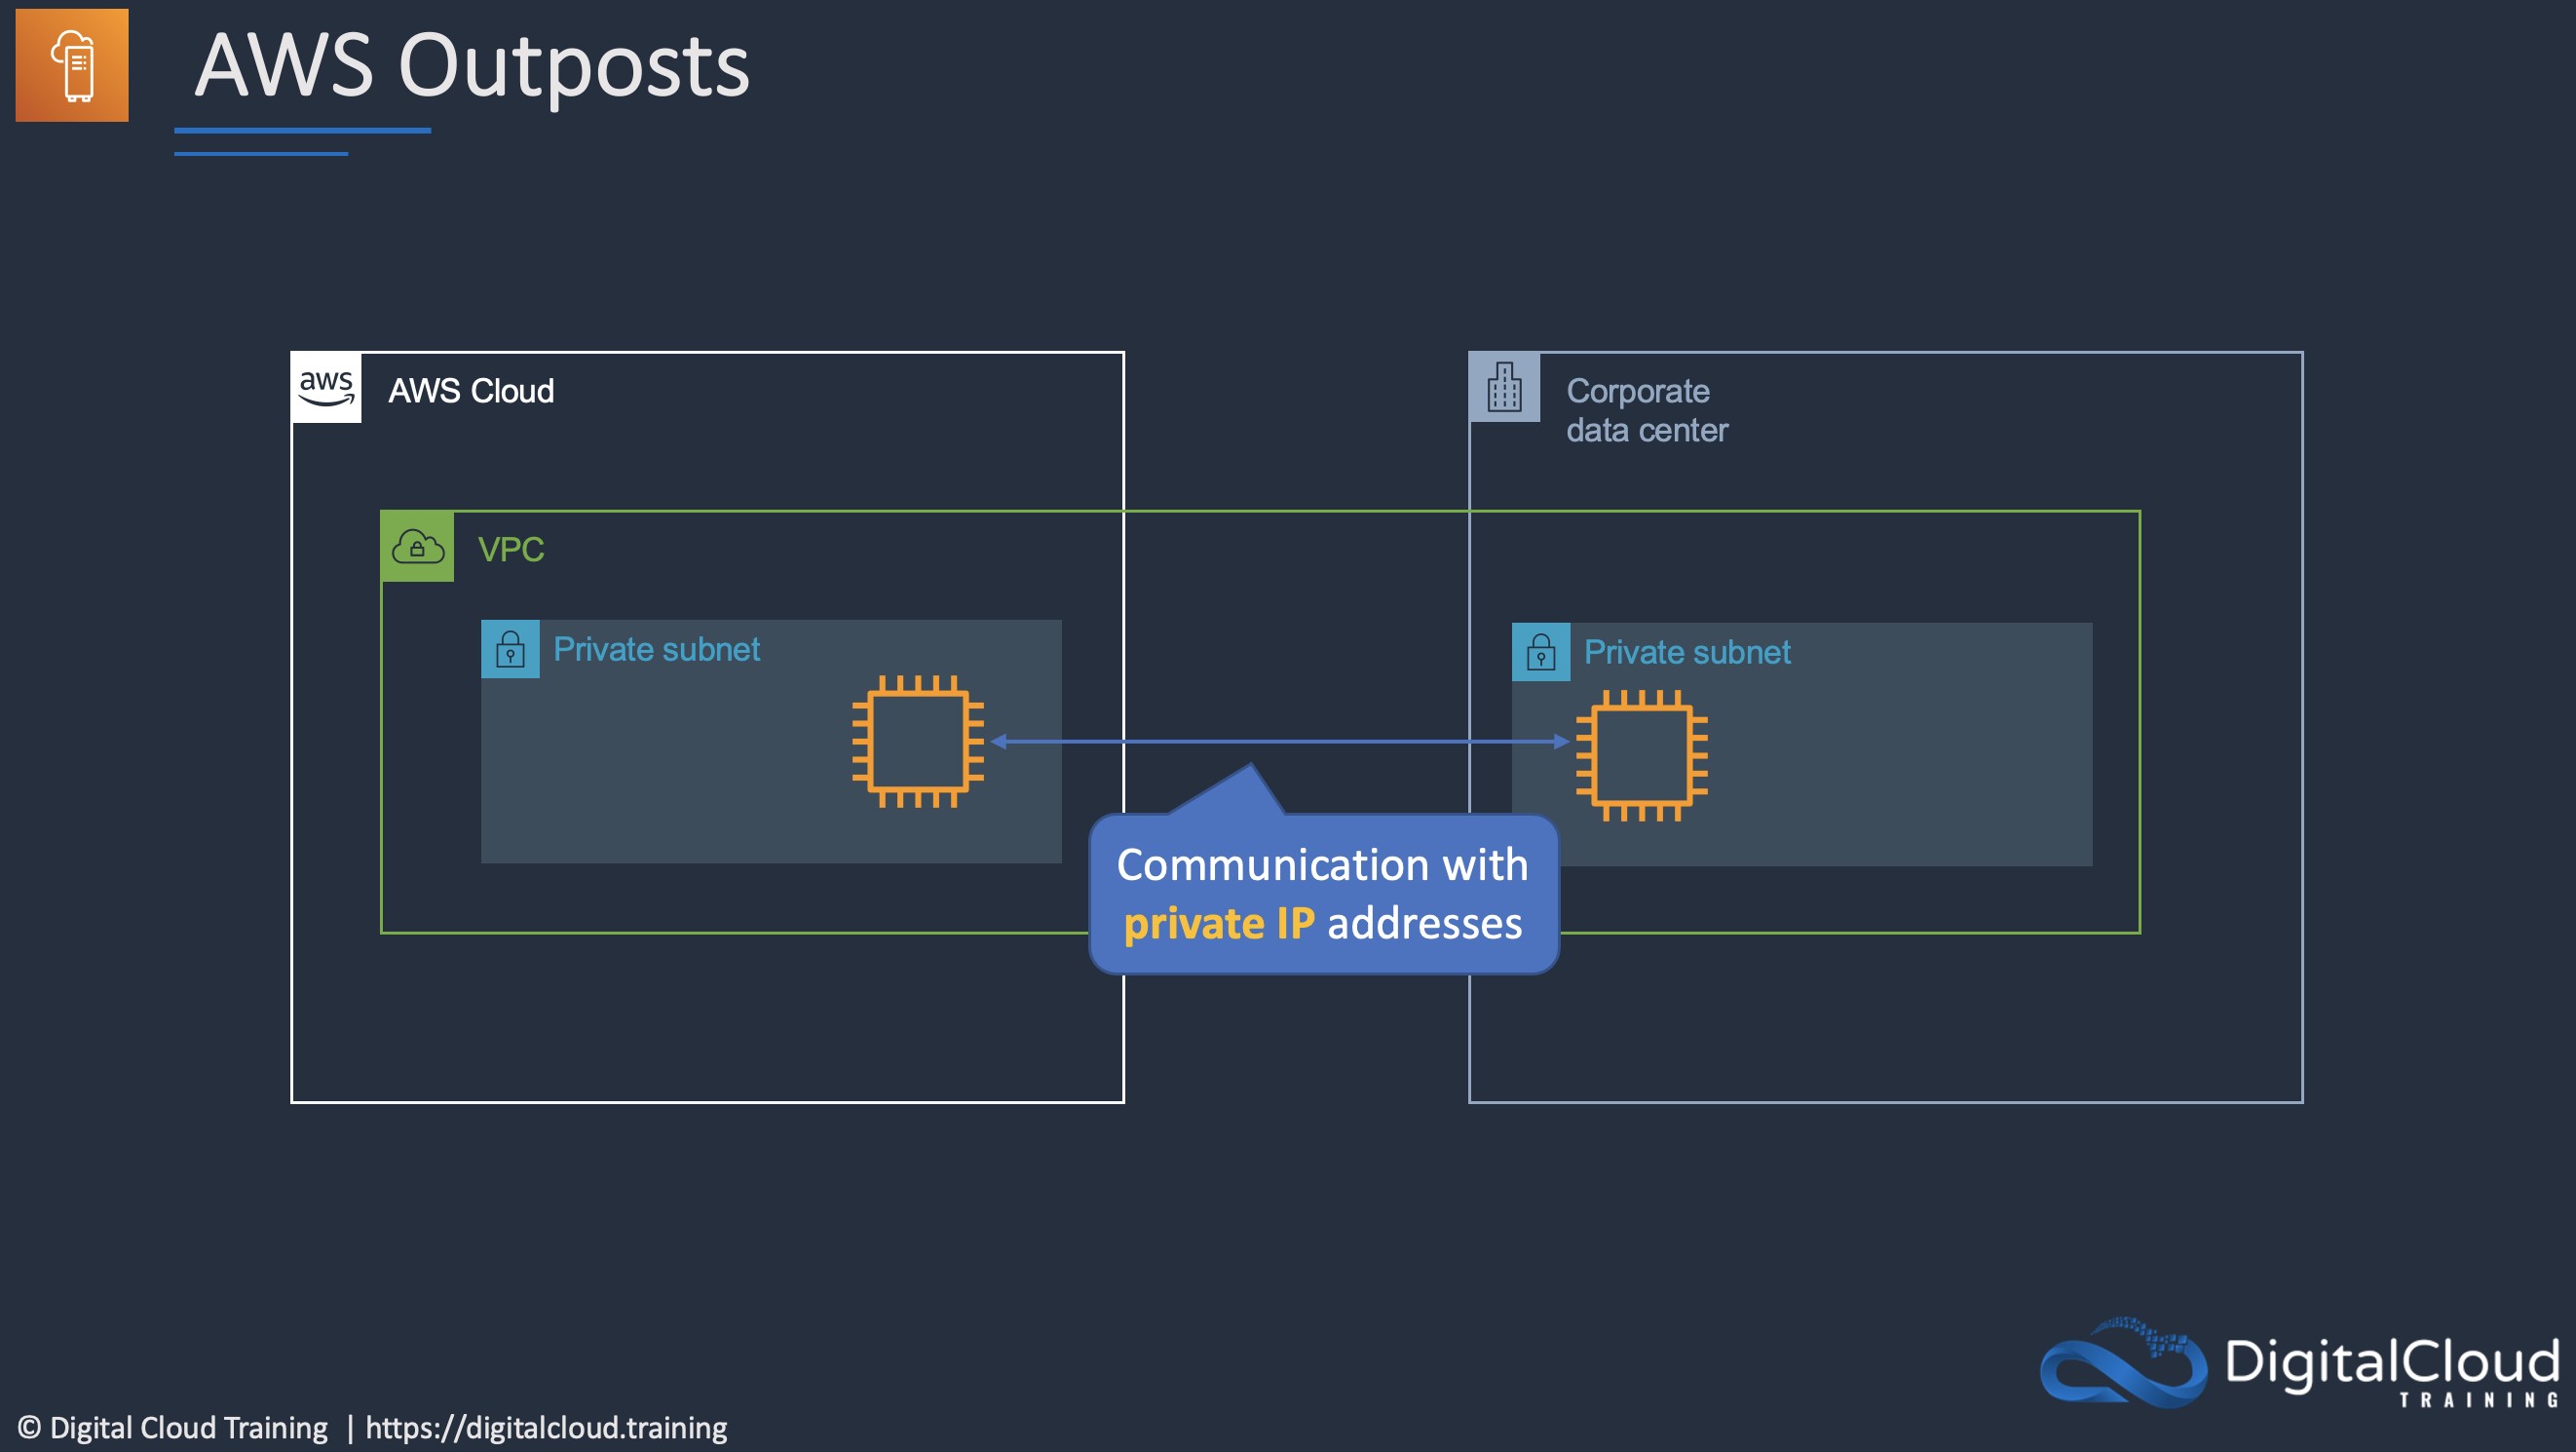 AWS Outposts
aws
AWS Cloud
Corporate
data center
VPC
Private subnet
Private subnet
Communication with
private IP addresses
DigitalCloud
TRAINING
© Digital Cloud Training | https://digitalcloud.training